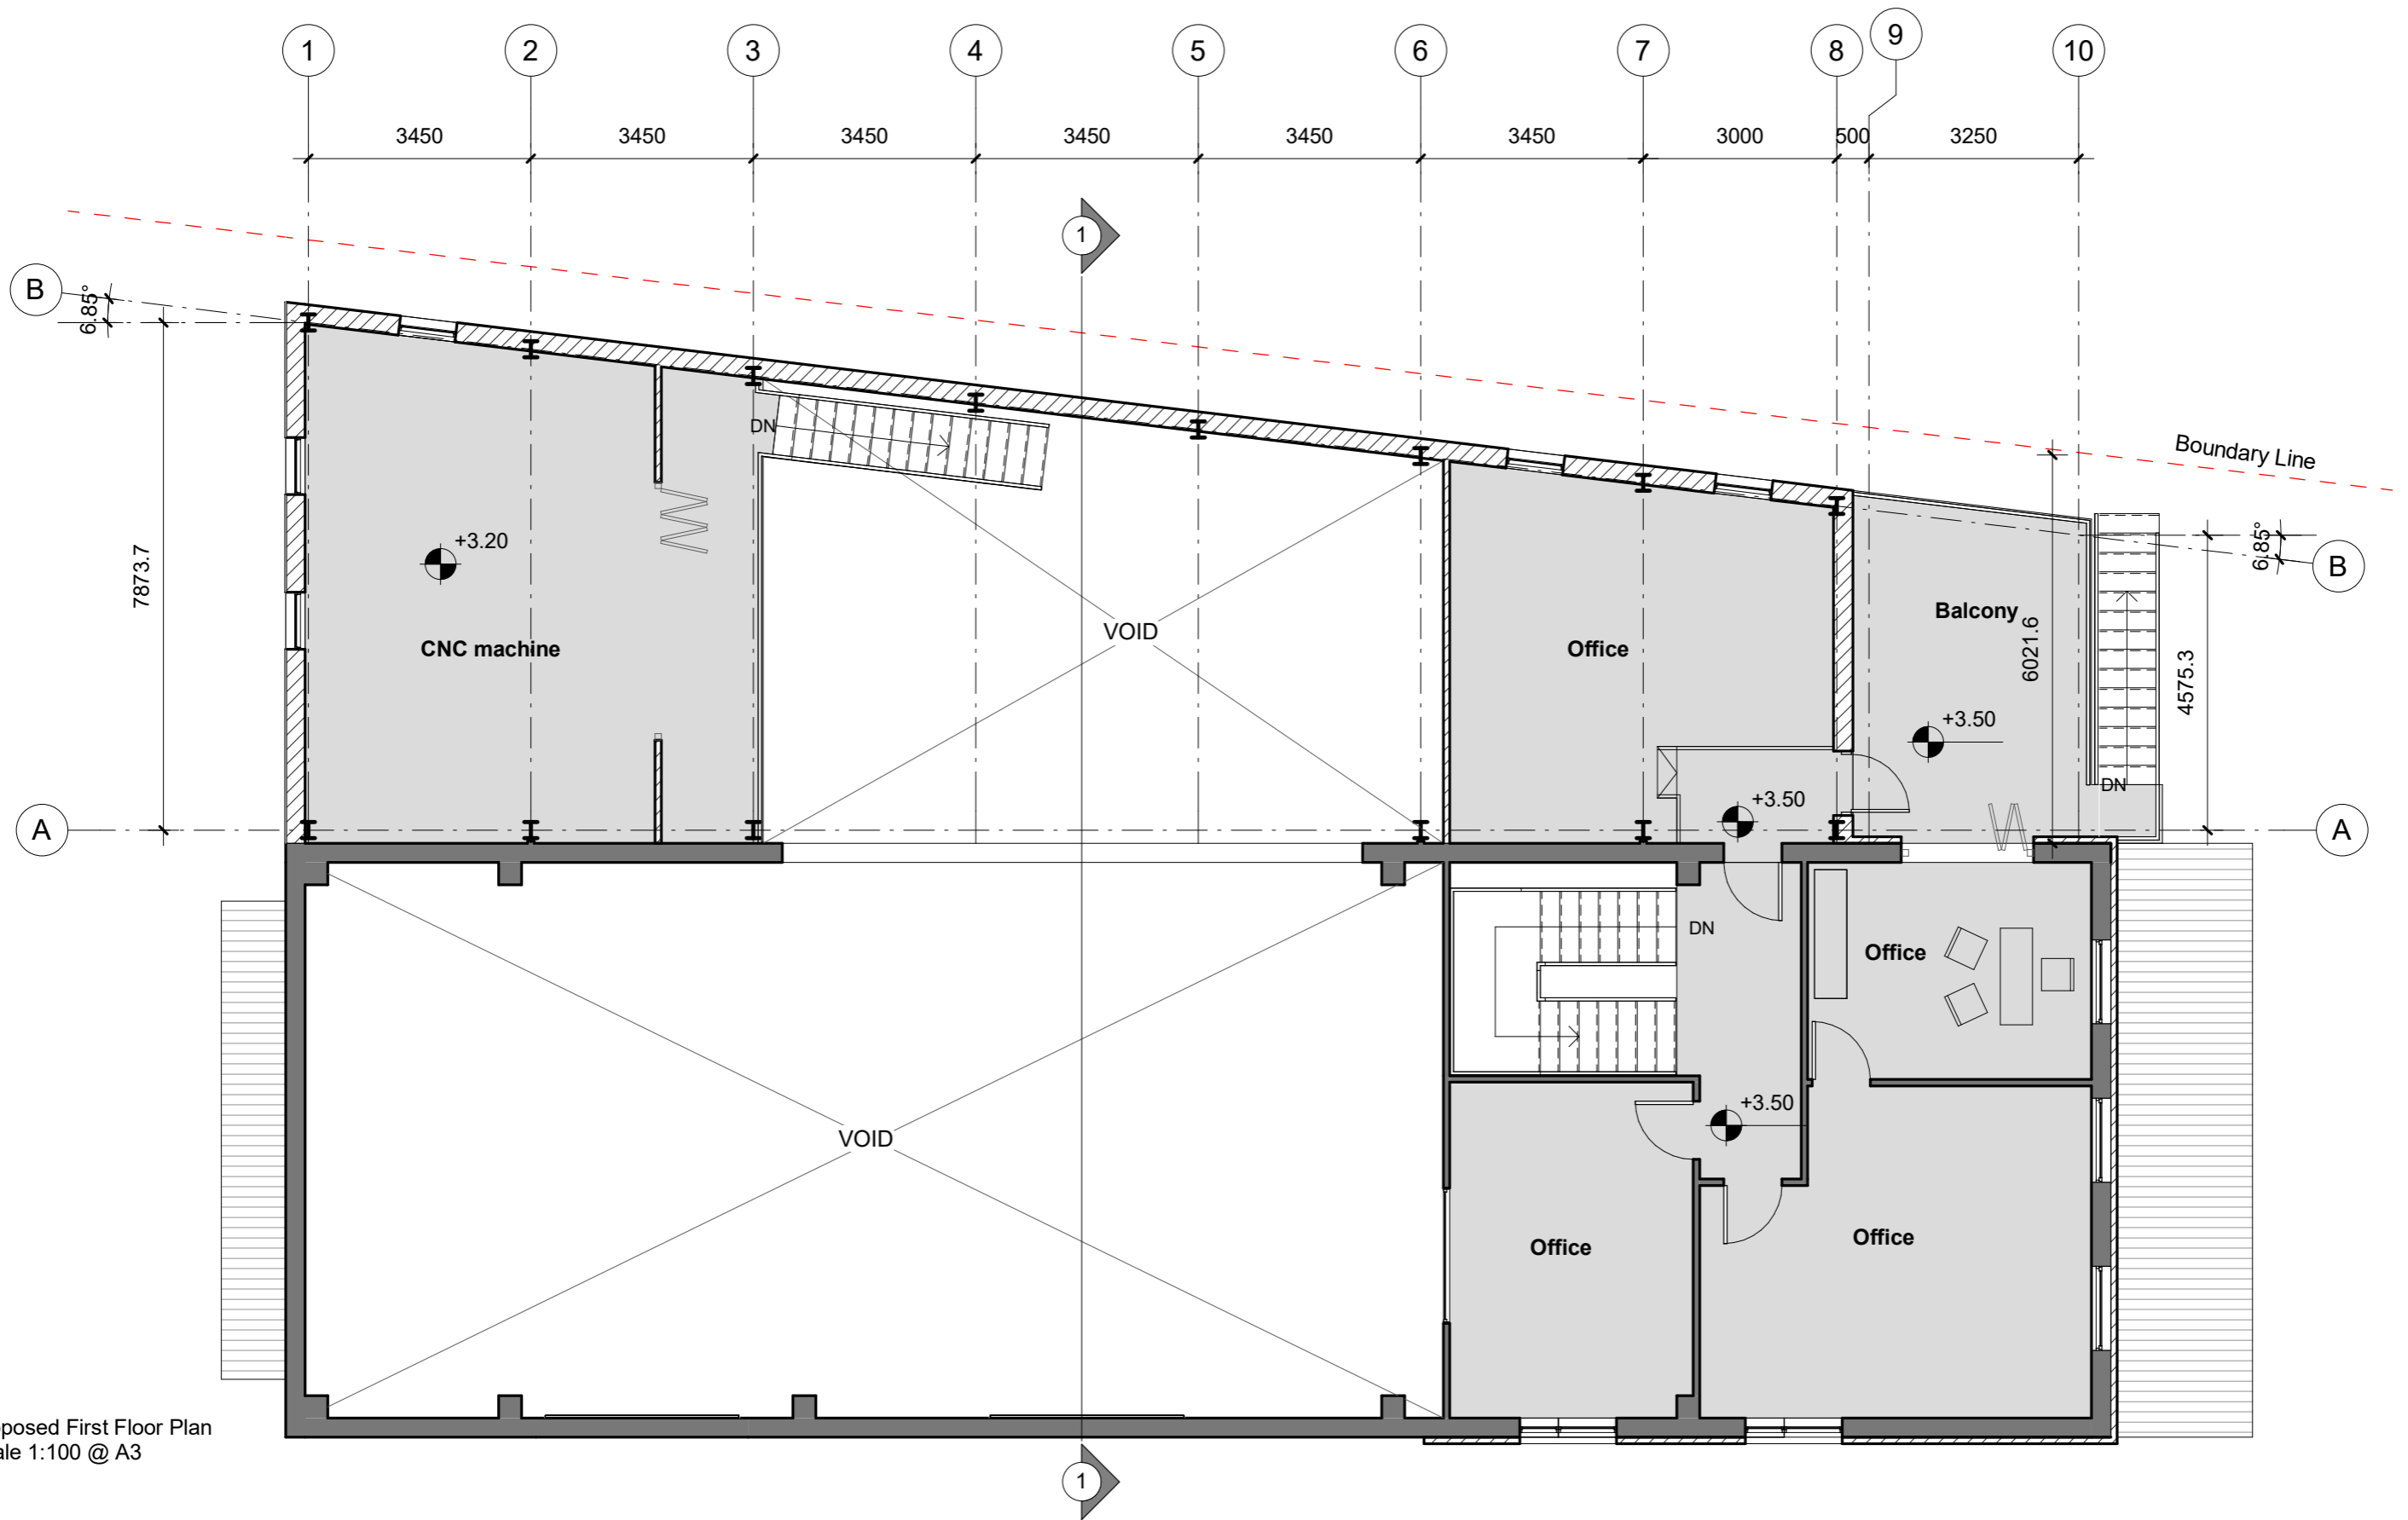 1 2 3 4 5 6 7 8 9 10
3450 3450 3450 3450 3450 3450 3000 500 3250
1
B
6.85°
Boundary Line
DN
+3.20
7873.7
CNC machine
VOID
Office
Balcony
6021.6
4575.3
6.85°
B
+3.50
+3.50
DN
A
A
DN
Office
+3.50
VOID
Office
Office
posed First Floor Plan
ale 1:100 @ A3
1